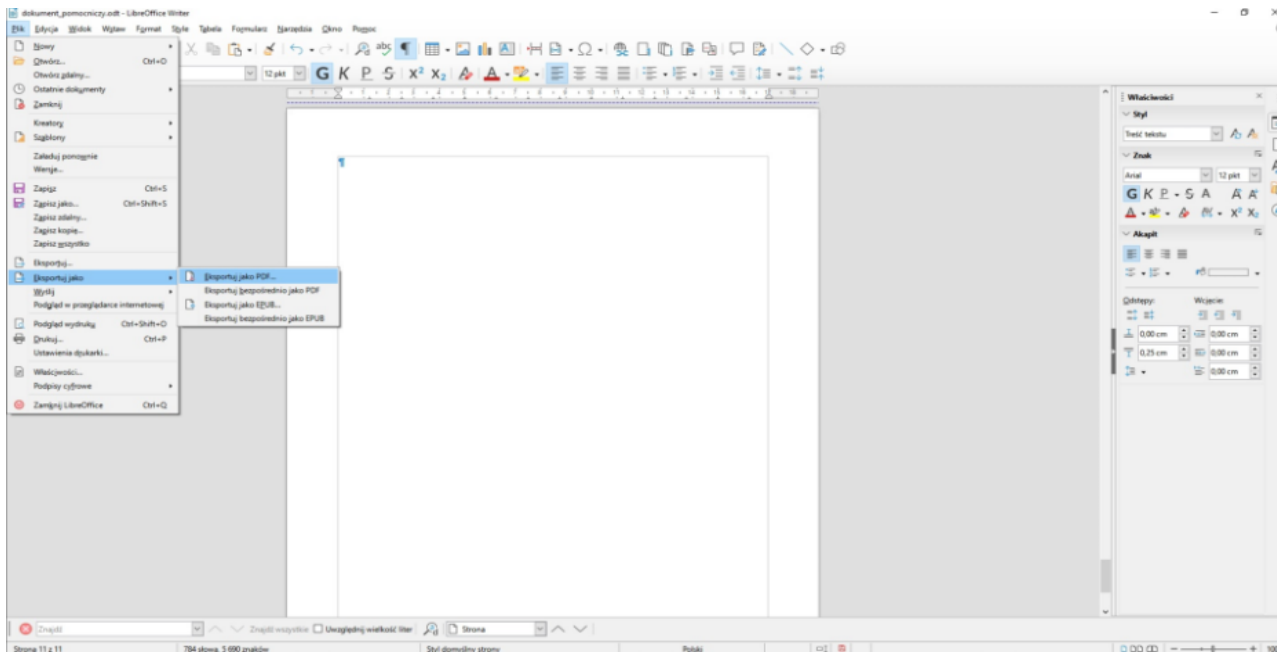 dokument_pomocniczy.odt - LibreOffice Writer
Plik Edycja Widok Wstaw Format Style Tabela Formularz Narzędzia Okno Pomoc
Nowy
Otwórz... Ctrl+O
Otwórz zdalny...
Ostatnie dokumenty
Zamknij
Kreatory
Szablony
Załaduj ponownie
Wersje...
Zapisz Ctrl+S
Zapisz jako... Ctrl+Shift+S
Zapisz zdalny...
Zapisz kopię...
Zapisz wszystko
Eksportuj...
Eksportuj jako
Wyślij
Podgląd w przeglądarce internetowej
Podgląd wydruku Ctrl+Shift+O
Drukuj... Ctrl+P
Ustawienia drukarki...
Właściwości...
Podpisy cyfrowe
Zamknij LibreOffice Ctrl+Q
Eksportuj jako PDF...
Eksportuj bezpośrednio jako PDF
Eksportuj jako EPUB...
Eksportuj bezpośrednio jako EPUB
12 pkt G K P S X² X₂ A
Właściwości
Styl
Treść tekstu
Znak
Arial 12 pkt
G K P S A
Akapit
Odstępy: Wcięcie:
0,00 cm 0,00 cm
0,25 cm 0,00 cm
0,00 cm
Znajdź Znajdź wszystkie Uwzględnij wielkość liter Strona
Strona 11 z 11 784 słowa, 5 690 znaków Styl domyślny strony Polski 100